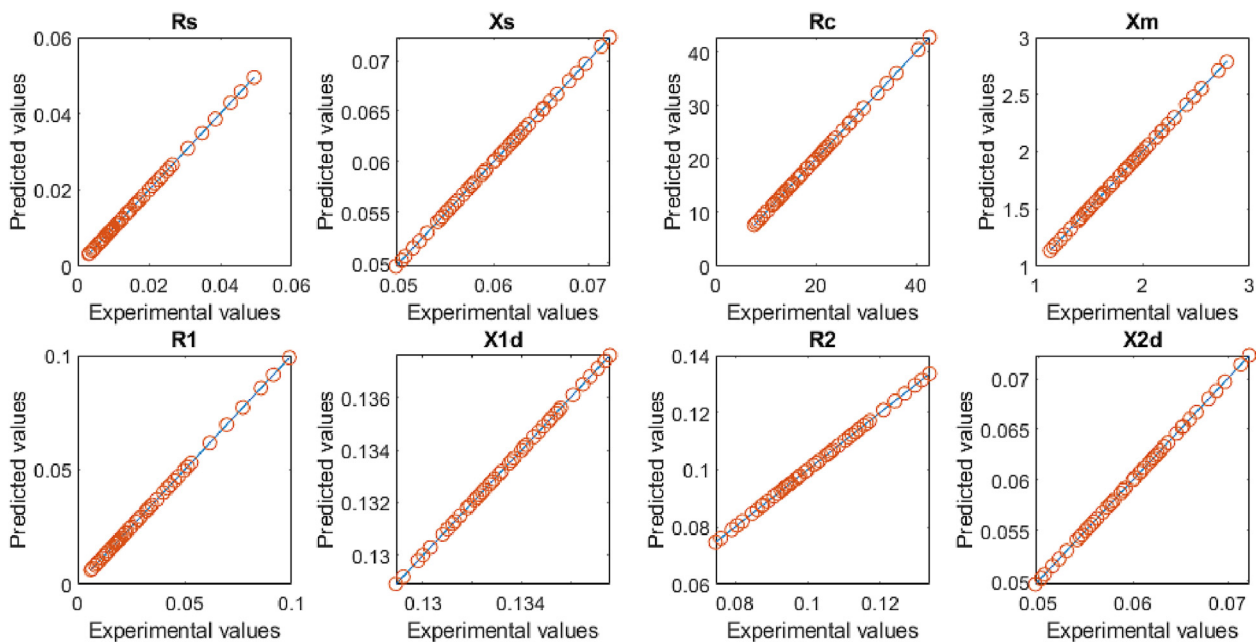 Rs
0.06
0.04
0.02
0
0
0.02
0.04
0.06
Predicted values
Experimental values
Xs
0.07
0.065
0.06
0.055
0.05
0.05
0.06
0.07
Predicted values
Experimental values
Rc
40
30
20
10
0
0
20
40
Predicted values
Experimental values
Xm
3
2.5
2
1.5
1
1
2
3
Predicted values
Experimental values
R1
0.1
0.05
0
0
0.05
0.1
Predicted values
Experimental values
X1d
0.136
0.134
0.132
0.13
0.13
0.134
Predicted values
Experimental values
R2
0.14
0.12
0.1
0.08
0.06
0.08
0.1
0.12
Predicted values
Experimental values
X2d
0.07
0.065
0.06
0.055
0.05
0.05
0.06
0.07
Predicted values
Experimental values